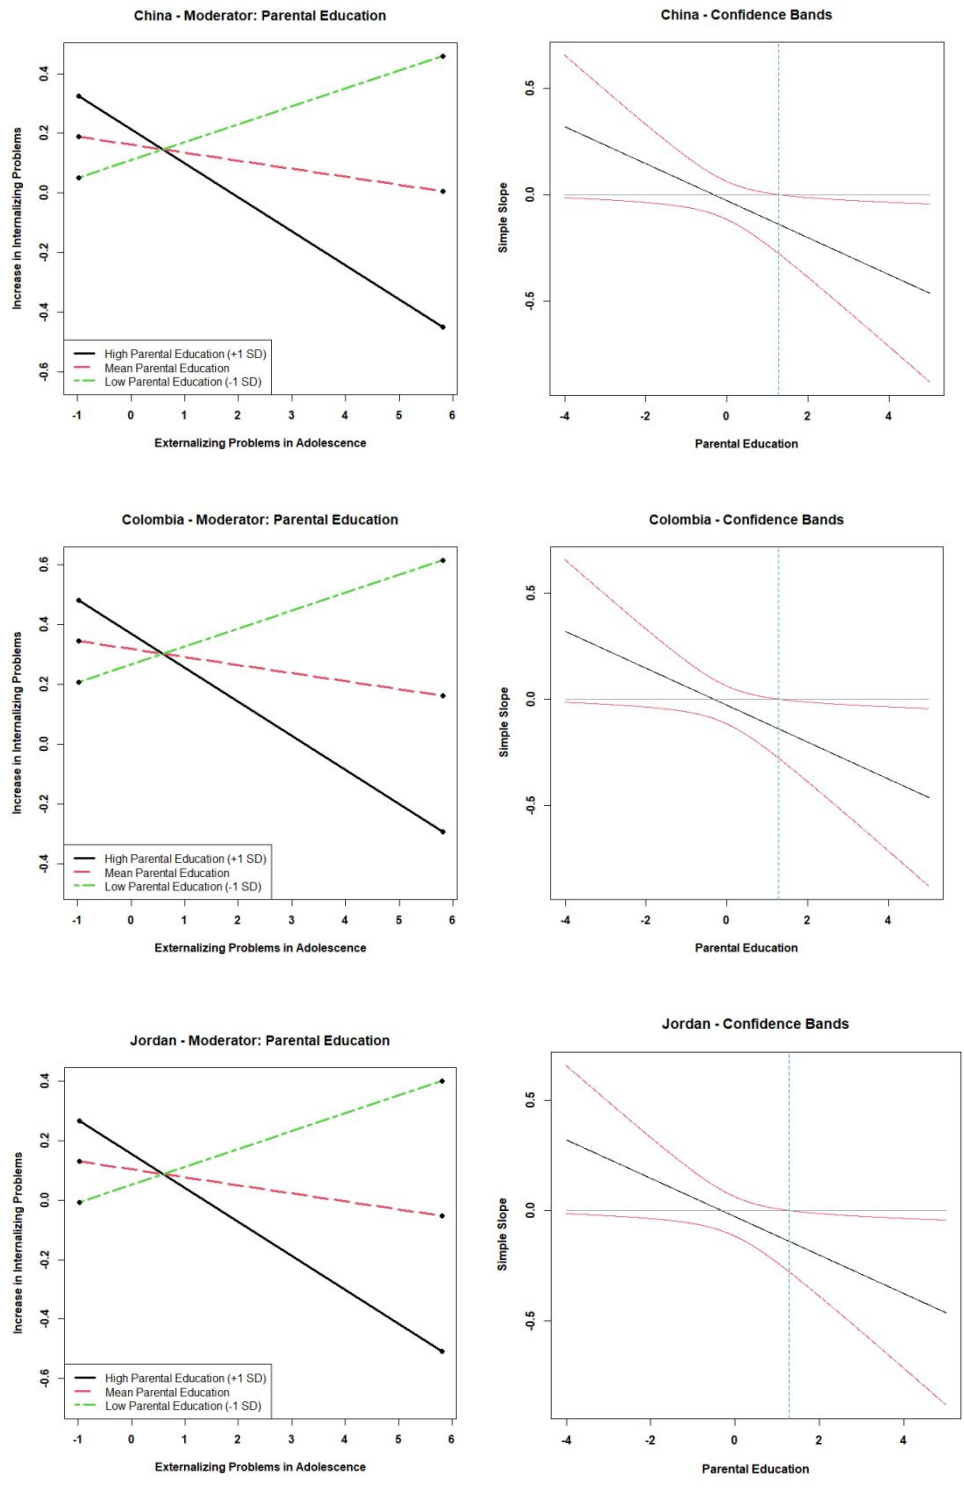 China - Moderator: Parental Education
Increase in Internalizing Problems
0.4
0.2
0.0
-0.2
-0.4
-0.6
High Parental Education (+1 SD)
Mean Parental Education
Low Parental Education (-1 SD)
-1 0 1 2 3 4 5 6
Externalizing Problems in Adolescence
China - Confidence Bands
Simple Slope
0.5
0.0
-0.5
-4 -2 0 2 4
Parental Education
Colombia - Moderator: Parental Education
Increase in Internalizing Problems
0.6
0.4
0.2
0.0
-0.2
-0.4
High Parental Education (+1 SD)
Mean Parental Education
Low Parental Education (-1 SD)
-1 0 1 2 3 4 5 6
Externalizing Problems in Adolescence
Colombia - Confidence Bands
Simple Slope
0.5
0.0
-0.5
-4 -2 0 2 4
Parental Education
Jordan - Moderator: Parental Education
Increase in Internalizing Problems
0.4
0.2
0.0
-0.2
-0.4
-0.6
High Parental Education (+1 SD)
Mean Parental Education
Low Parental Education (-1 SD)
-1 0 1 2 3 4 5 6
Externalizing Problems in Adolescence
Jordan - Confidence Bands
Simple Slope
0.5
0.0
-0.5
-4 -2 0 2 4
Parental Education